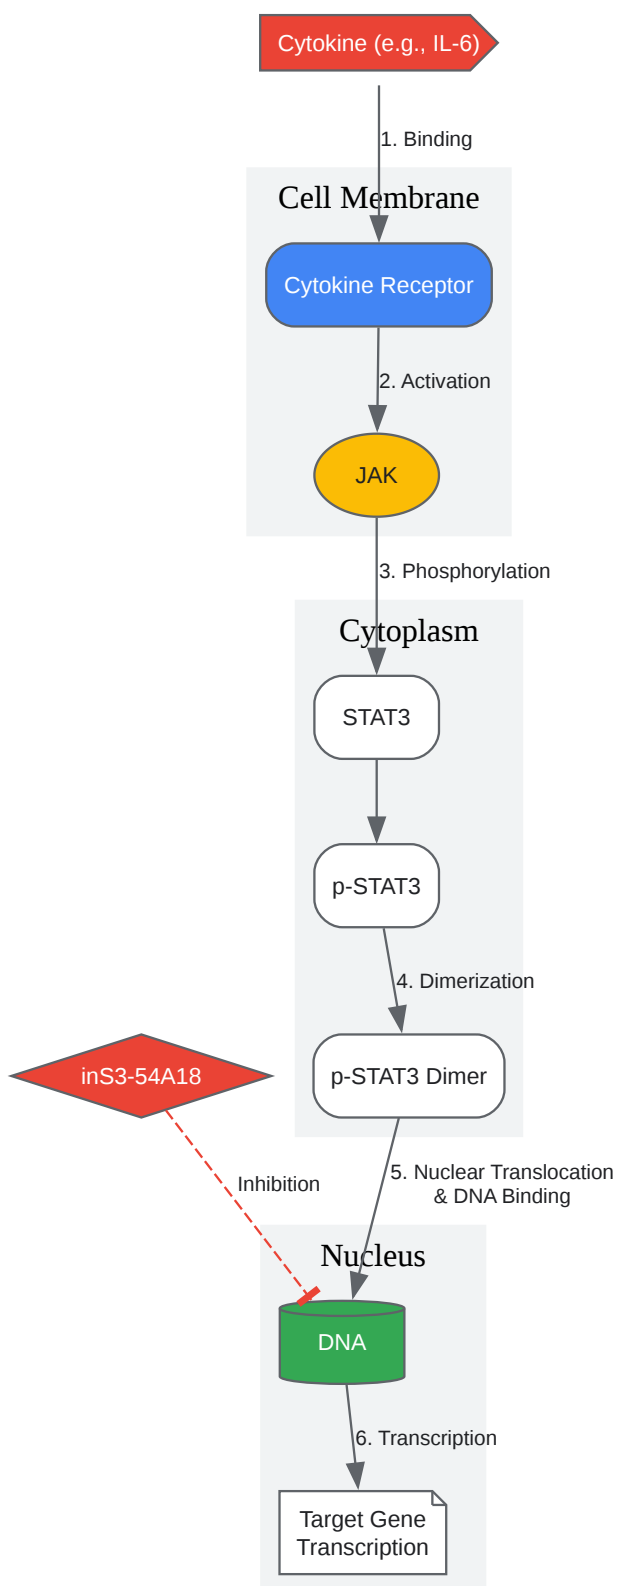 Cytokine (e.g., IL-6)
1. Binding
Cell Membrane
Cytokine Receptor
2. Activation
JAK
3. Phosphorylation
Cytoplasm
STAT3
p-STAT3
4. Dimerization
inS3-54A18
p-STAT3 Dimer
Inhibition
5. Nuclear Translocation
& DNA Binding
Nucleus
DNA
6. Transcription
Target Gene
Transcription